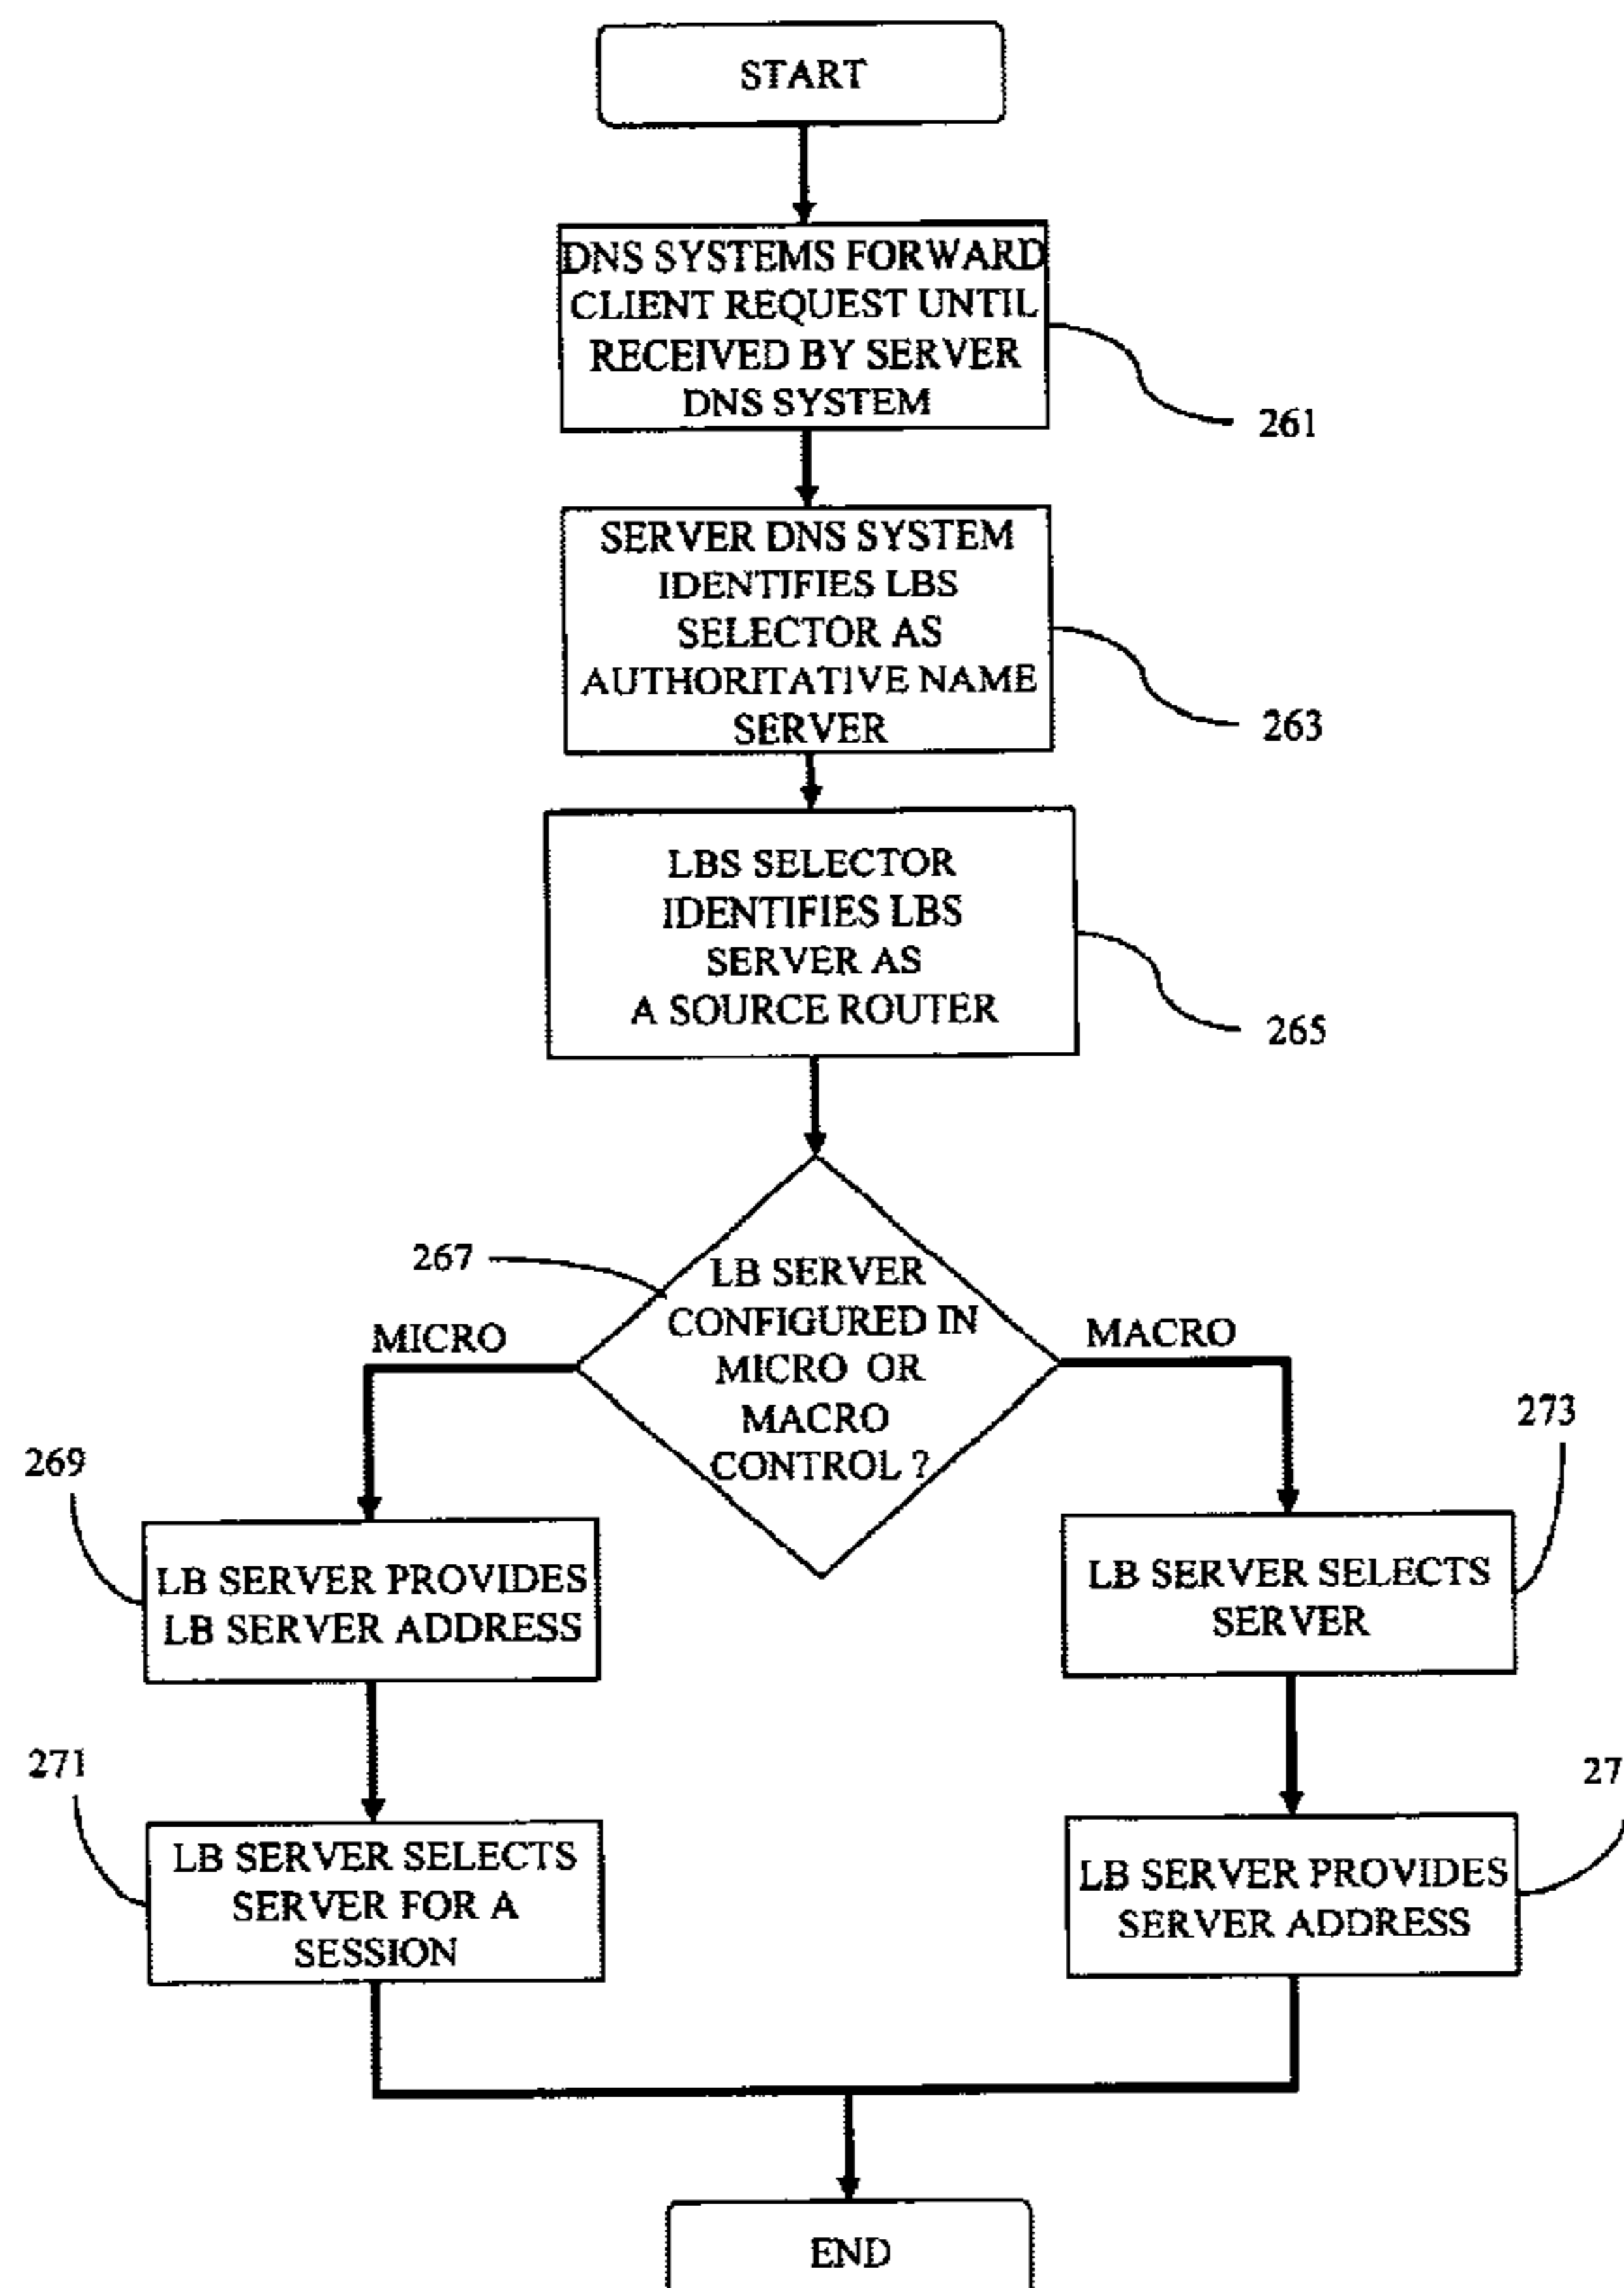 START
DNS SYSTEMS FORWARD
CLIENT REQUEST UNTIL
RECEIVED BY SERVER
DNS SYSTEM
261
SERVER DNS SYSTEM
IDENTIFIES LBS
SELECTOR AS
AUTHORITATIVE NAME
SERVER
263
LBS SELECTOR
IDENTIFIES LBS
SERVER AS
A SOURCE ROUTER
265
267
LB SERVER
CONFIGURED IN
MICRO OR
MACRO
CONTROL ?
MICRO
MACRO
269
LB SERVER PROVIDES
LB SERVER ADDRESS
273
LB SERVER SELECTS
SERVER
271
LB SERVER SELECTS
SERVER FOR A
SESSION
27
LB SERVER PROVIDES
SERVER ADDRESS
END